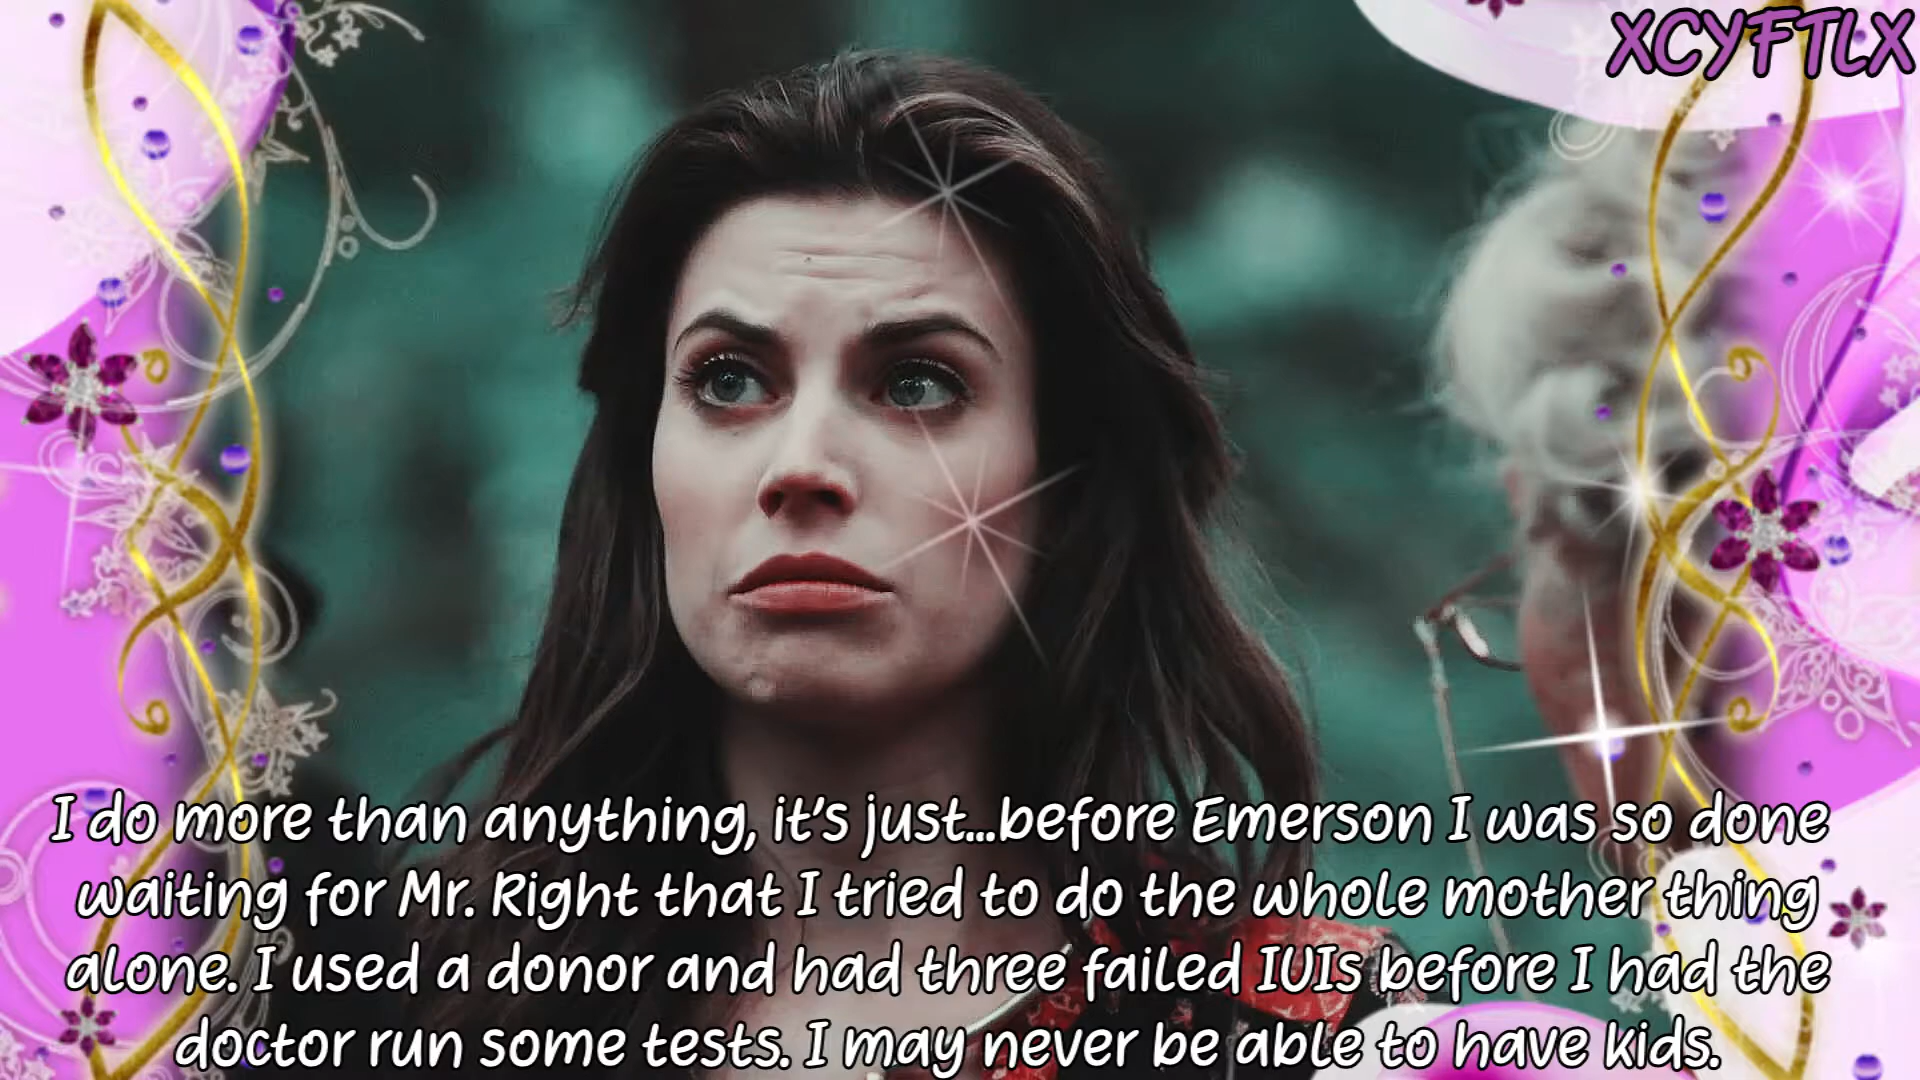 XCYFTLX
I do more than anything, it's just...before Emerson I was so done
waiting for Mr. Right that I tried to do the whole mother thing
alone. I used a donor and had three failed IUIs before I had the
doctor run some tests. I may never be able to have kids.